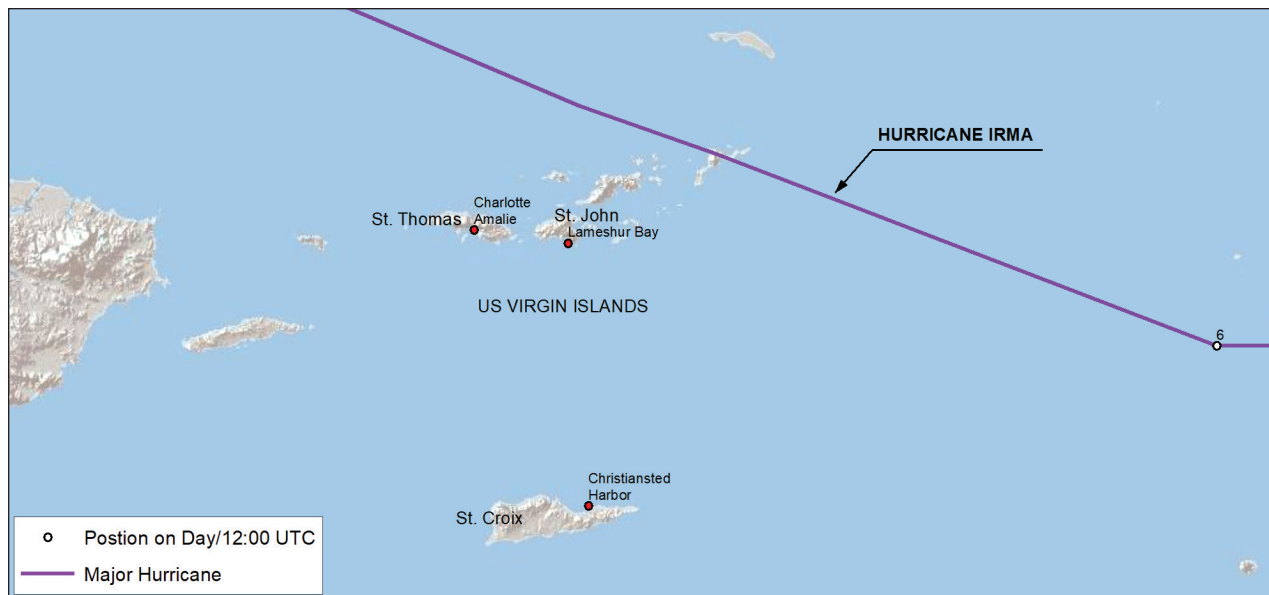 HURRICANE IRMA
Charlotte
Amalie
St. Thomas
St. John
Lameshur Bay
US VIRGIN ISLANDS
6
Christiansted
Harbor
St. Croix
Postion on Day/12:00 UTC
Major Hurricane